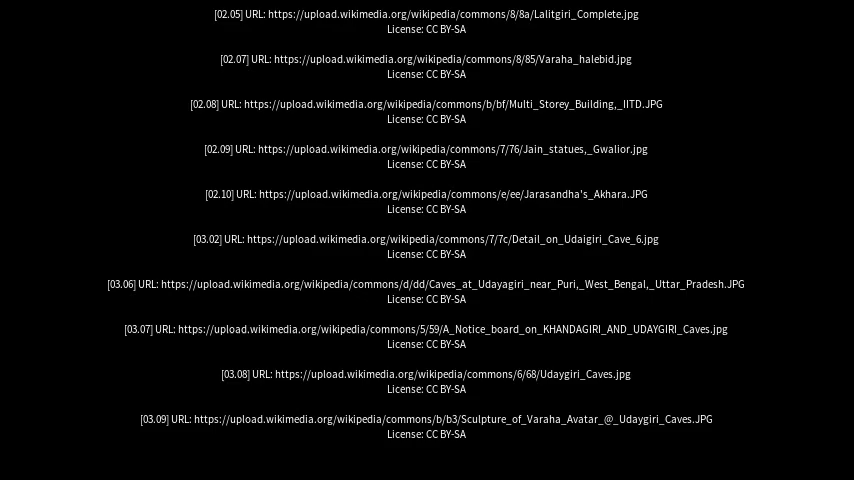 [02.05] URL: https://upload.wikimedia.org/wikipedia/commons/8/8a/Lalitgiri_Complete.jpg
License: CC BY-SA
[02.07] URL: https://upload.wikimedia.org/wikipedia/commons/8/85/Varaha_halebid.jpg
License: CC BY-SA
[02.08] URL: https://upload.wikimedia.org/wikipedia/commons/b/bf/Multi_Storey_Building,_IITD.JPG
License: CC BY-SA
[02.09] URL: https://upload.wikimedia.org/wikipedia/commons/7/76/Jain_statues,_Gwalior.jpg
License: CC BY-SA
[02.10] URL: https://upload.wikimedia.org/wikipedia/commons/e/ee/Jarasandha's_Akhara.JPG
License: CC BY-SA
[03.02] URL: https://upload.wikimedia.org/wikipedia/commons/7/7c/Detail_on_Udaigiri_Cave_6.jpg
License: CC BY-SA
[03.06] URL: https://upload.wikimedia.org/wikipedia/commons/d/dd/Caves_at_Udayagiri_near_Puri,_West_Bengal,_Uttar_Pradesh.JPG
License: CC BY-SA
[03.07] URL: https://upload.wikimedia.org/wikipedia/commons/5/59/A_Notice_board_on_KHANDAGIRI_AND_UDAYGIRI_Caves.jpg
License: CC BY-SA
[03.08] URL: https://upload.wikimedia.org/wikipedia/commons/6/68/Udaygiri_Caves.jpg
License: CC BY-SA
[03.09] URL: https://upload.wikimedia.org/wikipedia/commons/b/b3/Sculpture_of_Varaha_Avatar_@_Udaygiri_Caves.JPG
License: CC BY-SA